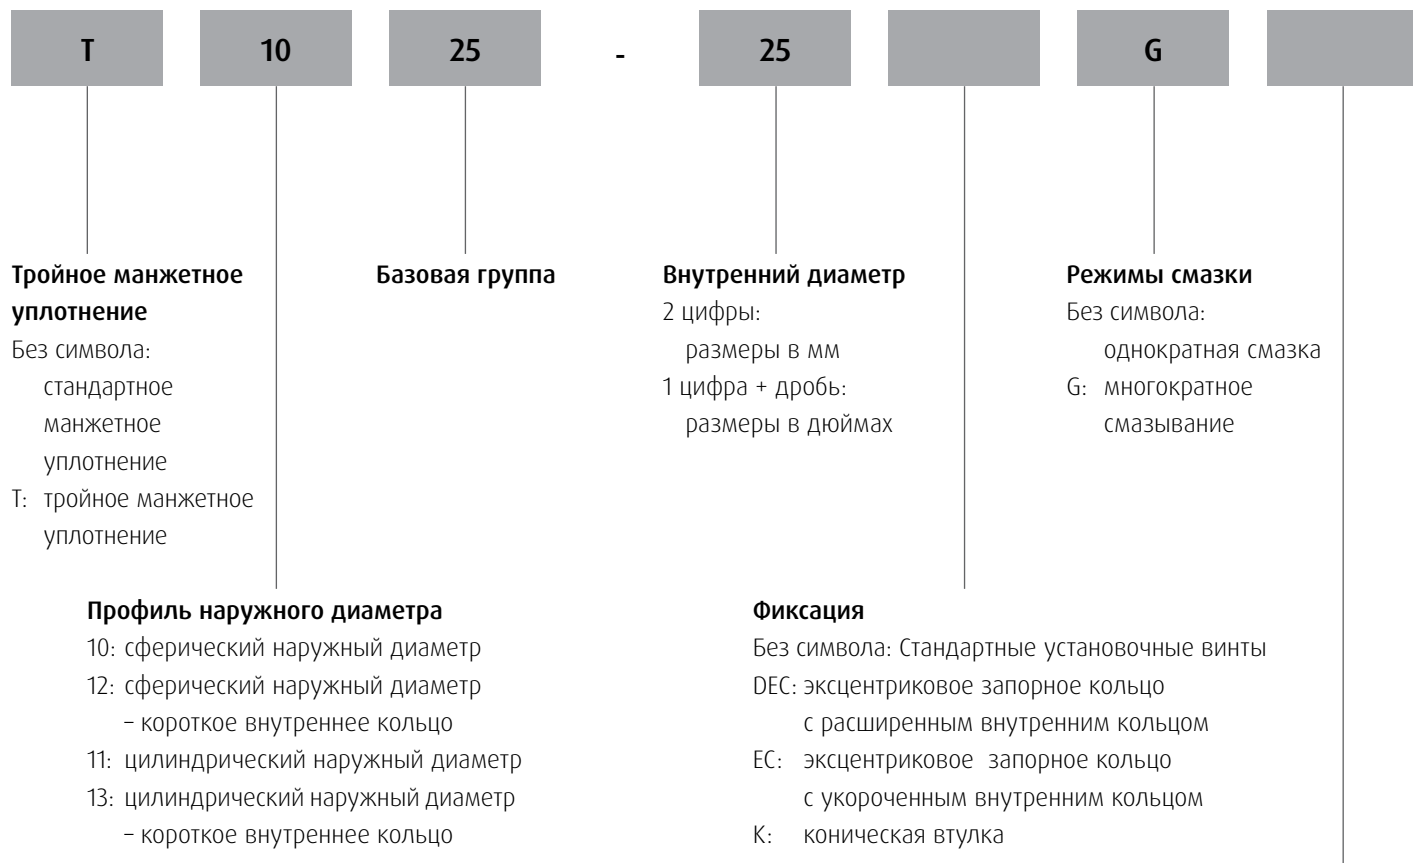 T 10 25 - 25 G
Тройное манжетное
уплотнение
Без символа:
стандартное
манжетное
уплотнение
T: тройное манжетное
уплотнение
Базовая группа
Внутренний диаметр
2 цифры:
размеры в мм
1 цифра + дробь:
размеры в дюймах
Режимы смазки
Без символа:
однократная смазка
G: многократное
смазывание
Профиль наружного диаметра
10: сферический наружный диаметр
12: сферический наружный диаметр
– короткое внутреннее кольцо
11: цилиндрический наружный диаметр
13: цилиндрический наружный диаметр
– короткое внутреннее кольцо
Фиксация
Без символа: Стандартные установочные винты
DEC: эксцентриковое запорное кольцо
с расширенным внутренним кольцом
EC: эксцентриковое запорное кольцо
с укороченным внутренним кольцом
K: коническая втулка